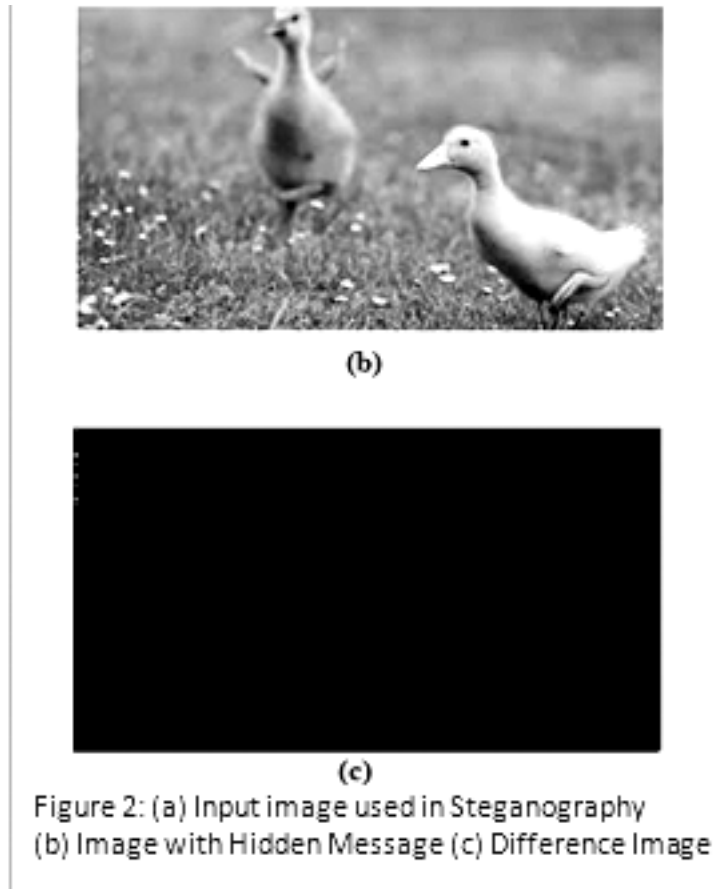 (b)
(c)
Figure 2: (a) Input image used in Steganography
(b) Image with Hidden Message (c) Difference Image